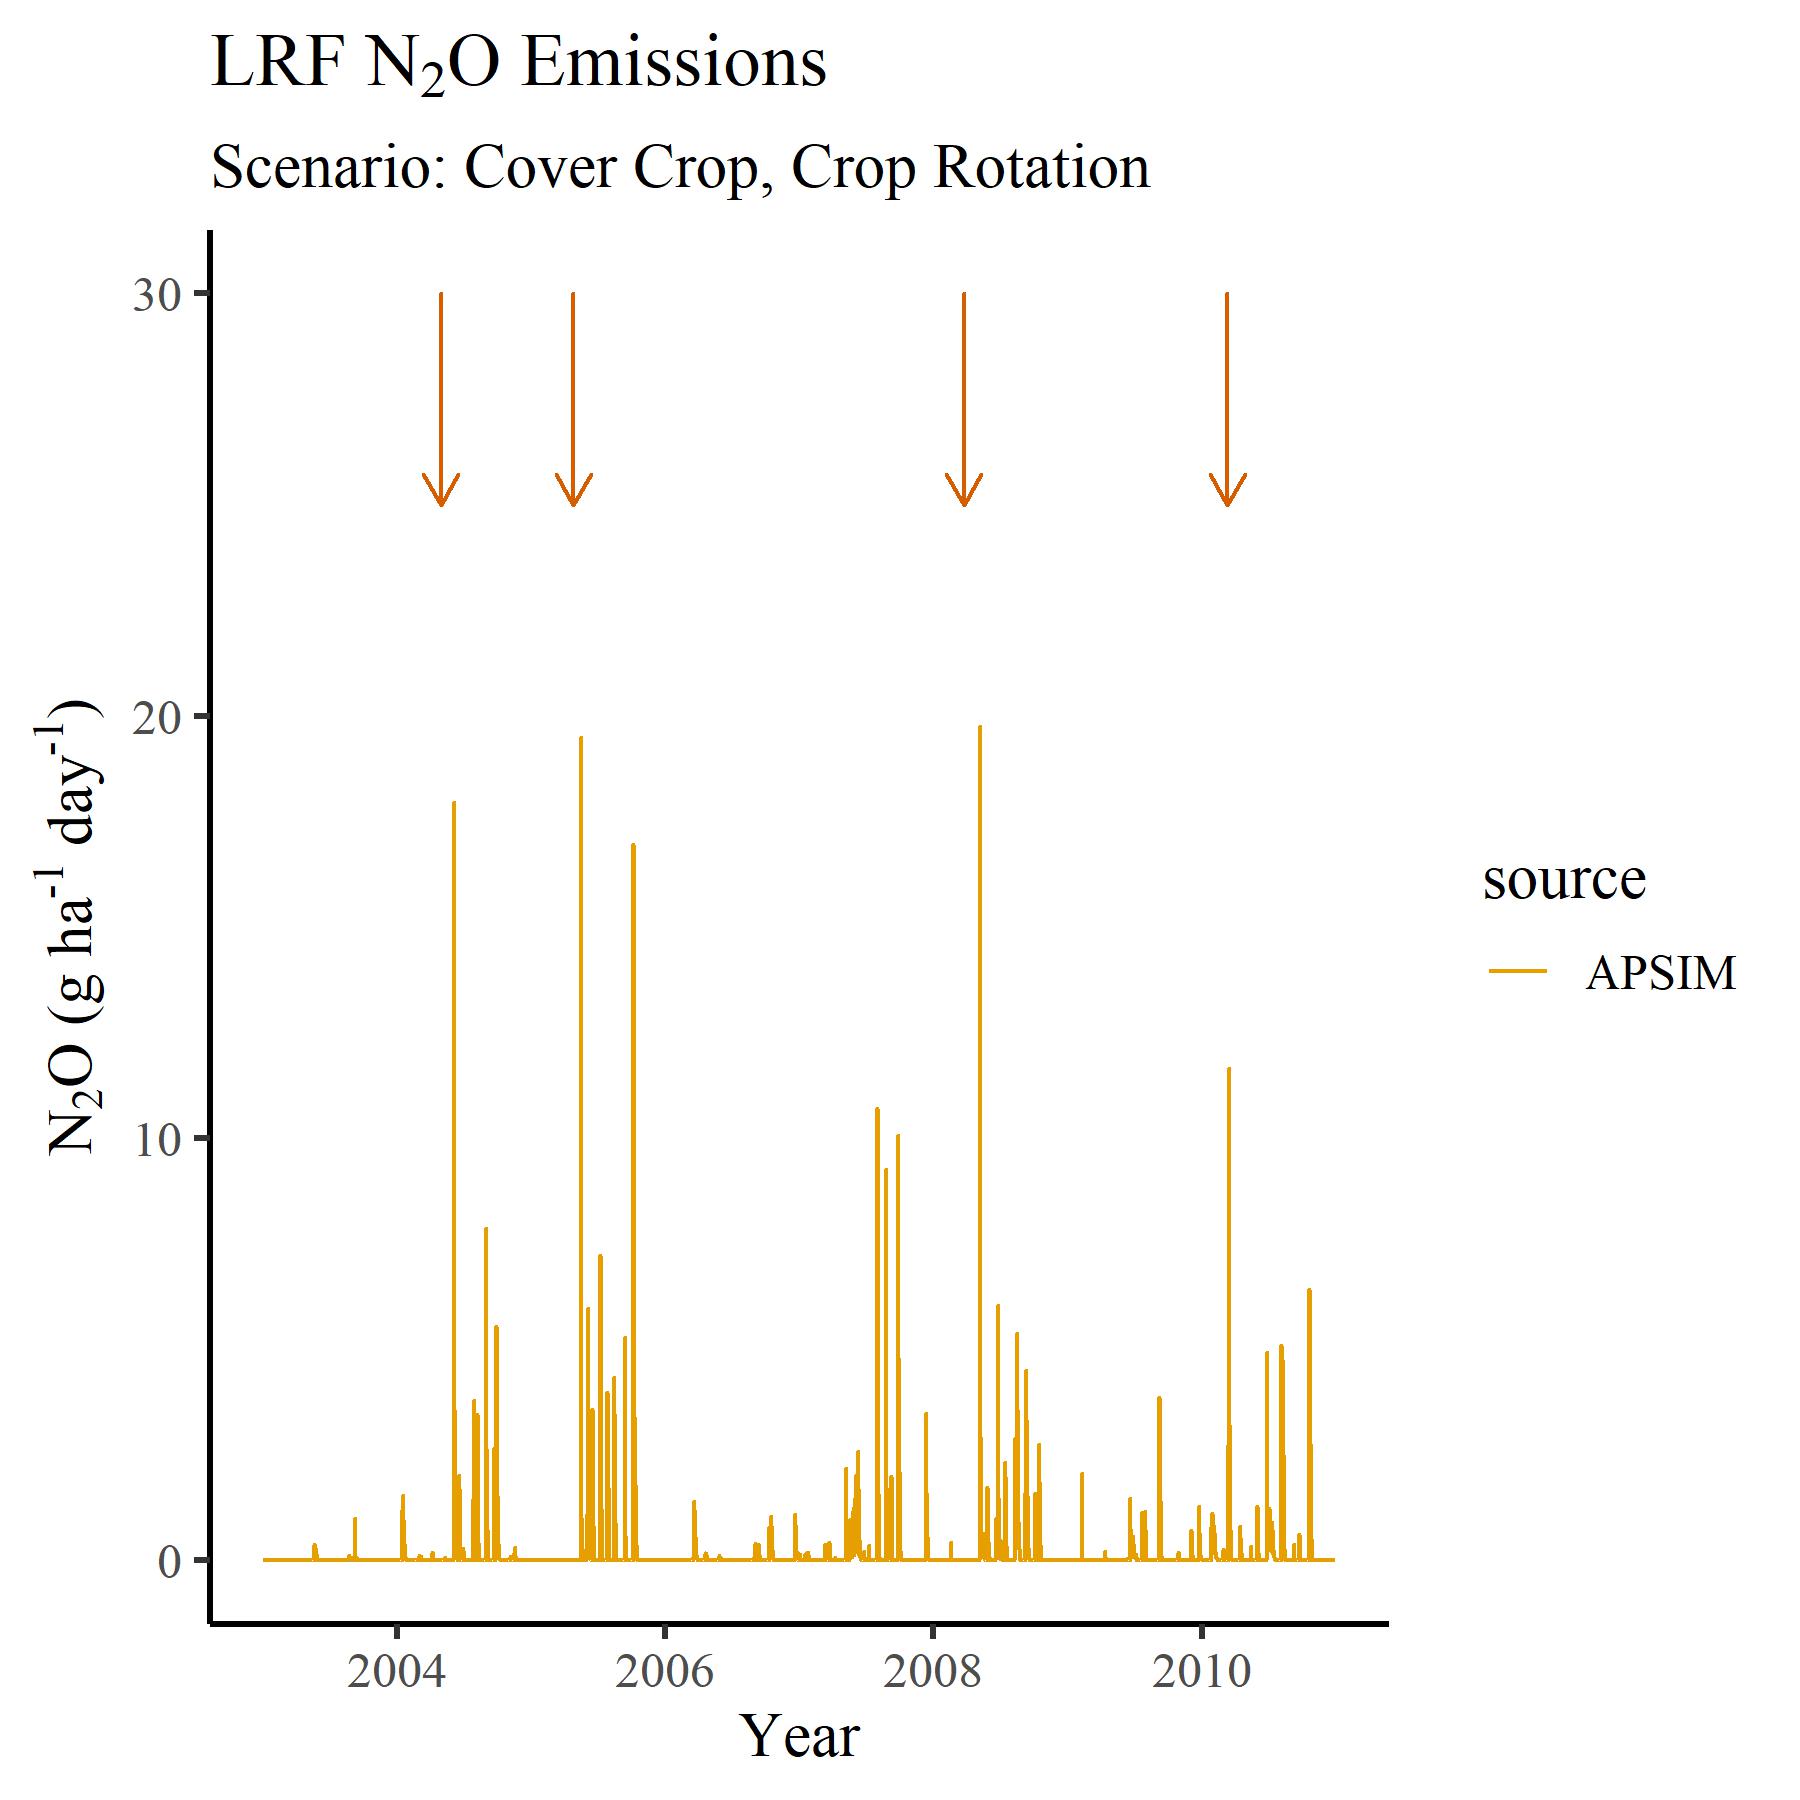 LRF N₂O Emissions
Scenario: Cover Crop, Crop Rotation
30
20
10
0
N₂O (g ha⁻¹ day⁻¹)
2004 2006 2008 2010
Year
source
APSIM